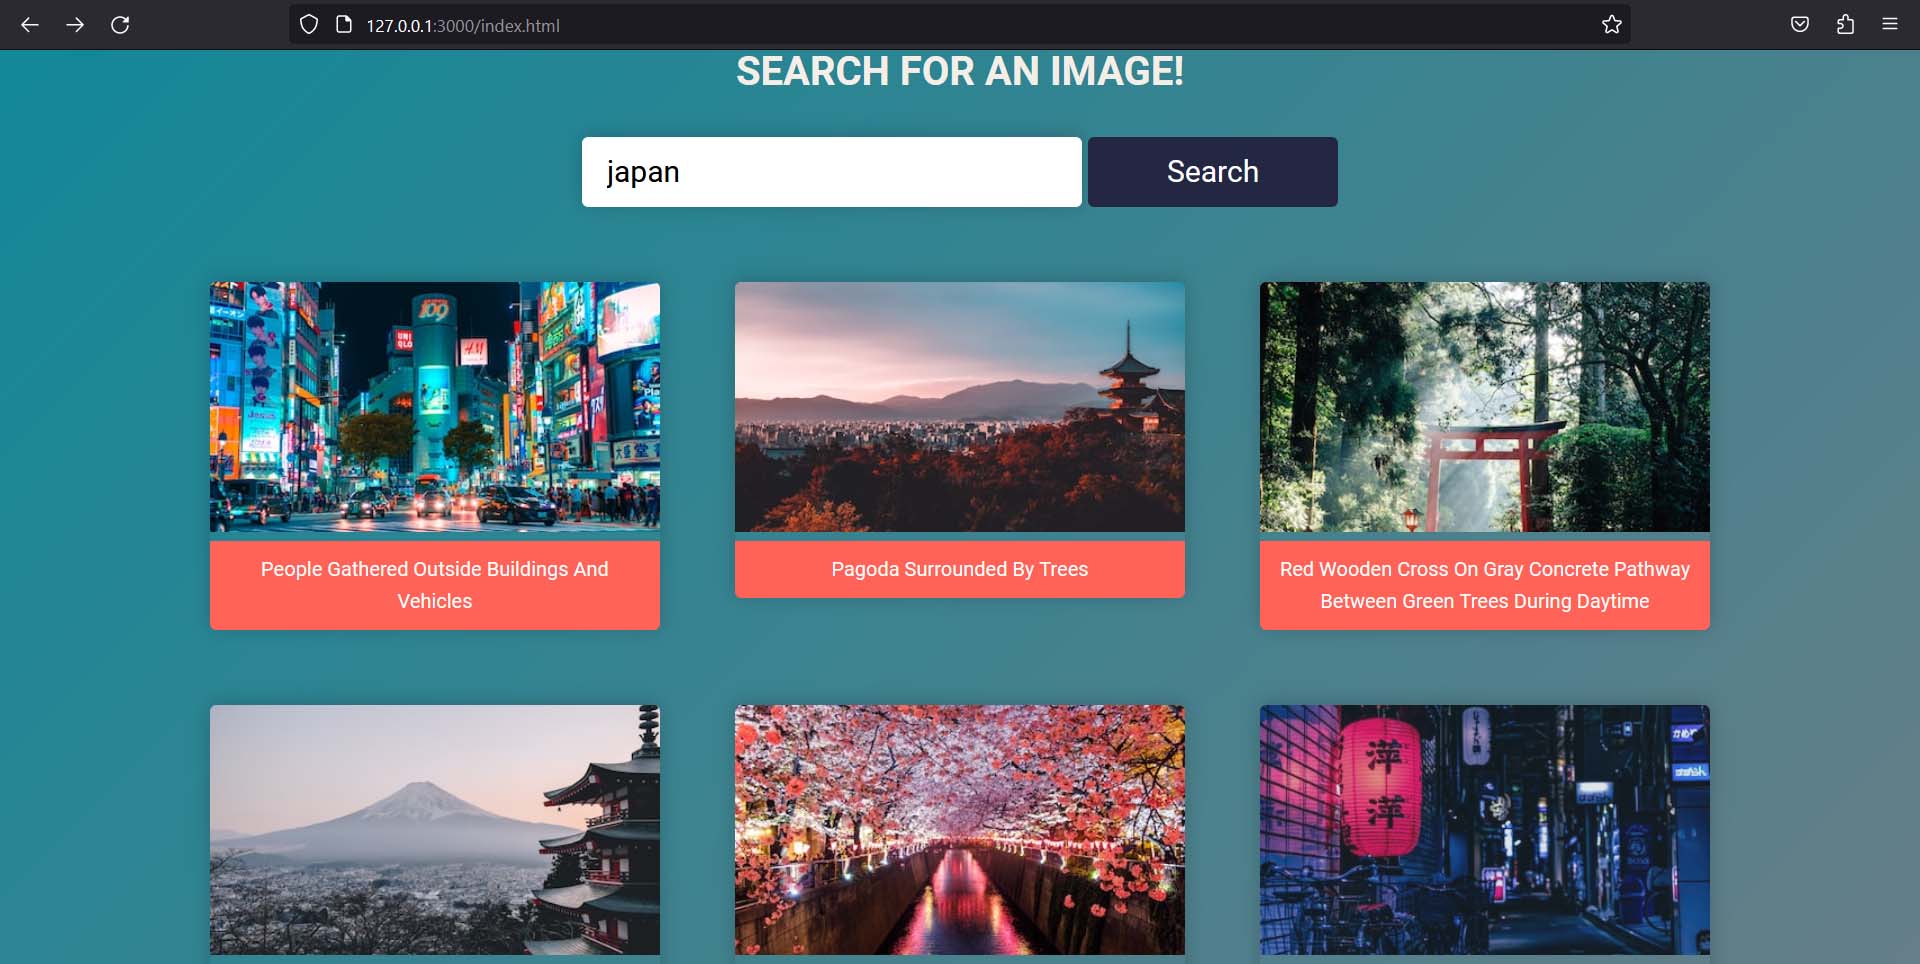 127.0.0.1:3000/index.html
SEARCH FOR AN IMAGE!
japan
Search
109
UNI
QLO
H&M
People Gathered Outside Buildings And
Vehicles
Pagoda Surrounded By Trees
Red Wooden Cross On Gray Concrete Pathway
Between Green Trees During Daytime
萍
萍